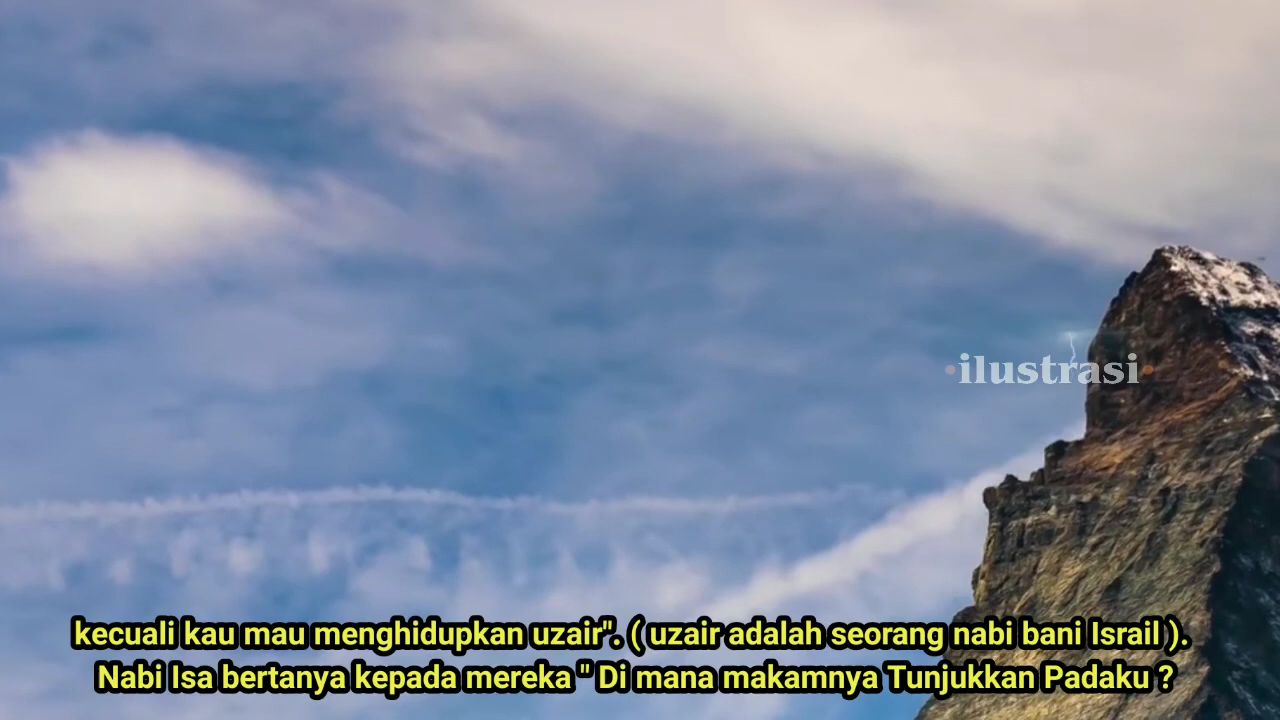 •ilustrasi•
kecuali kau mau menghidupkan uzair". ( uzair adalah seorang nabi bani Israil ).
Nabi Isa bertanya kepada mereka " Di mana makamnya Tunjukkan Padaku ?